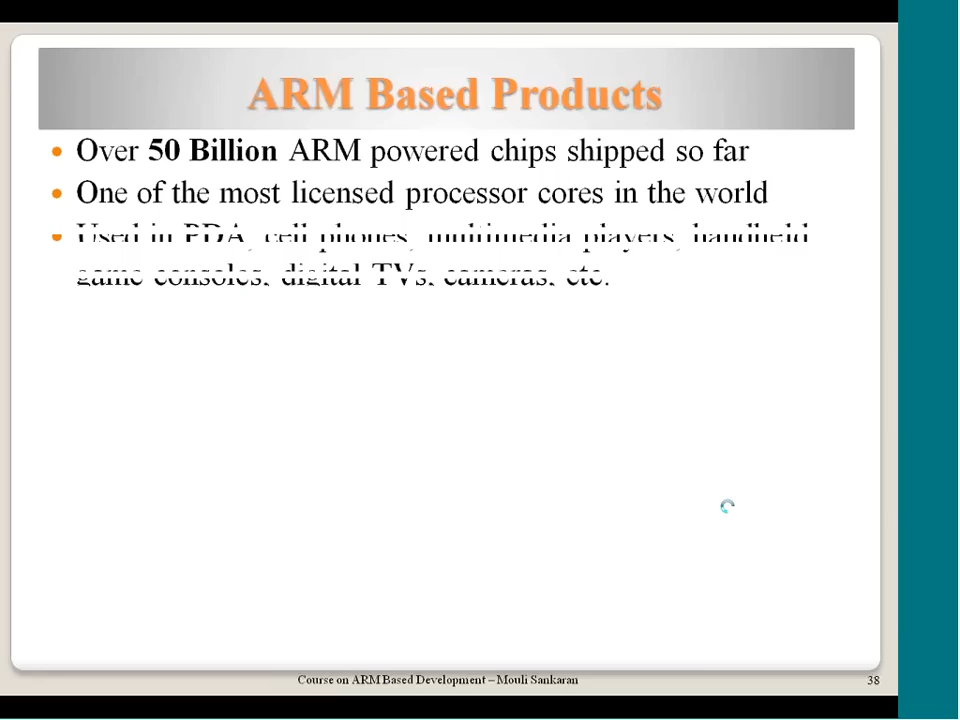 ARM Based Products
• Over 50 Billion ARM powered chips shipped so far
• One of the most licensed processor cores in the world
• Used in PDA, cell phones, multimedia players, handheld
game consoles, digital TVs, cameras, etc.
Course on ARM Based Development – Mouli Sankaran
38